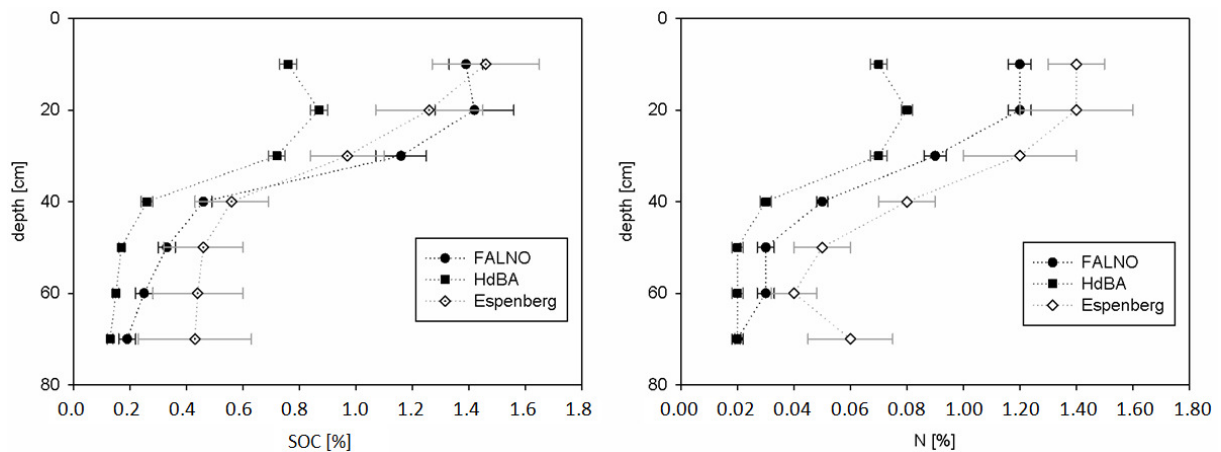 0
20
40
60
80
depth [cm]
FALNO
HdBA
Espenberg
0.0 0.2 0.4 0.6 0.8 1.0 1.2 1.4 1.6 1.8
SOC [%]
0
20
40
60
80
depth [cm]
FALNO
HdBA
Espenberg
0.00 0.02 0.04 0.06 0.08 1.00 1.20 1.40 1.60 1.80
N [%]